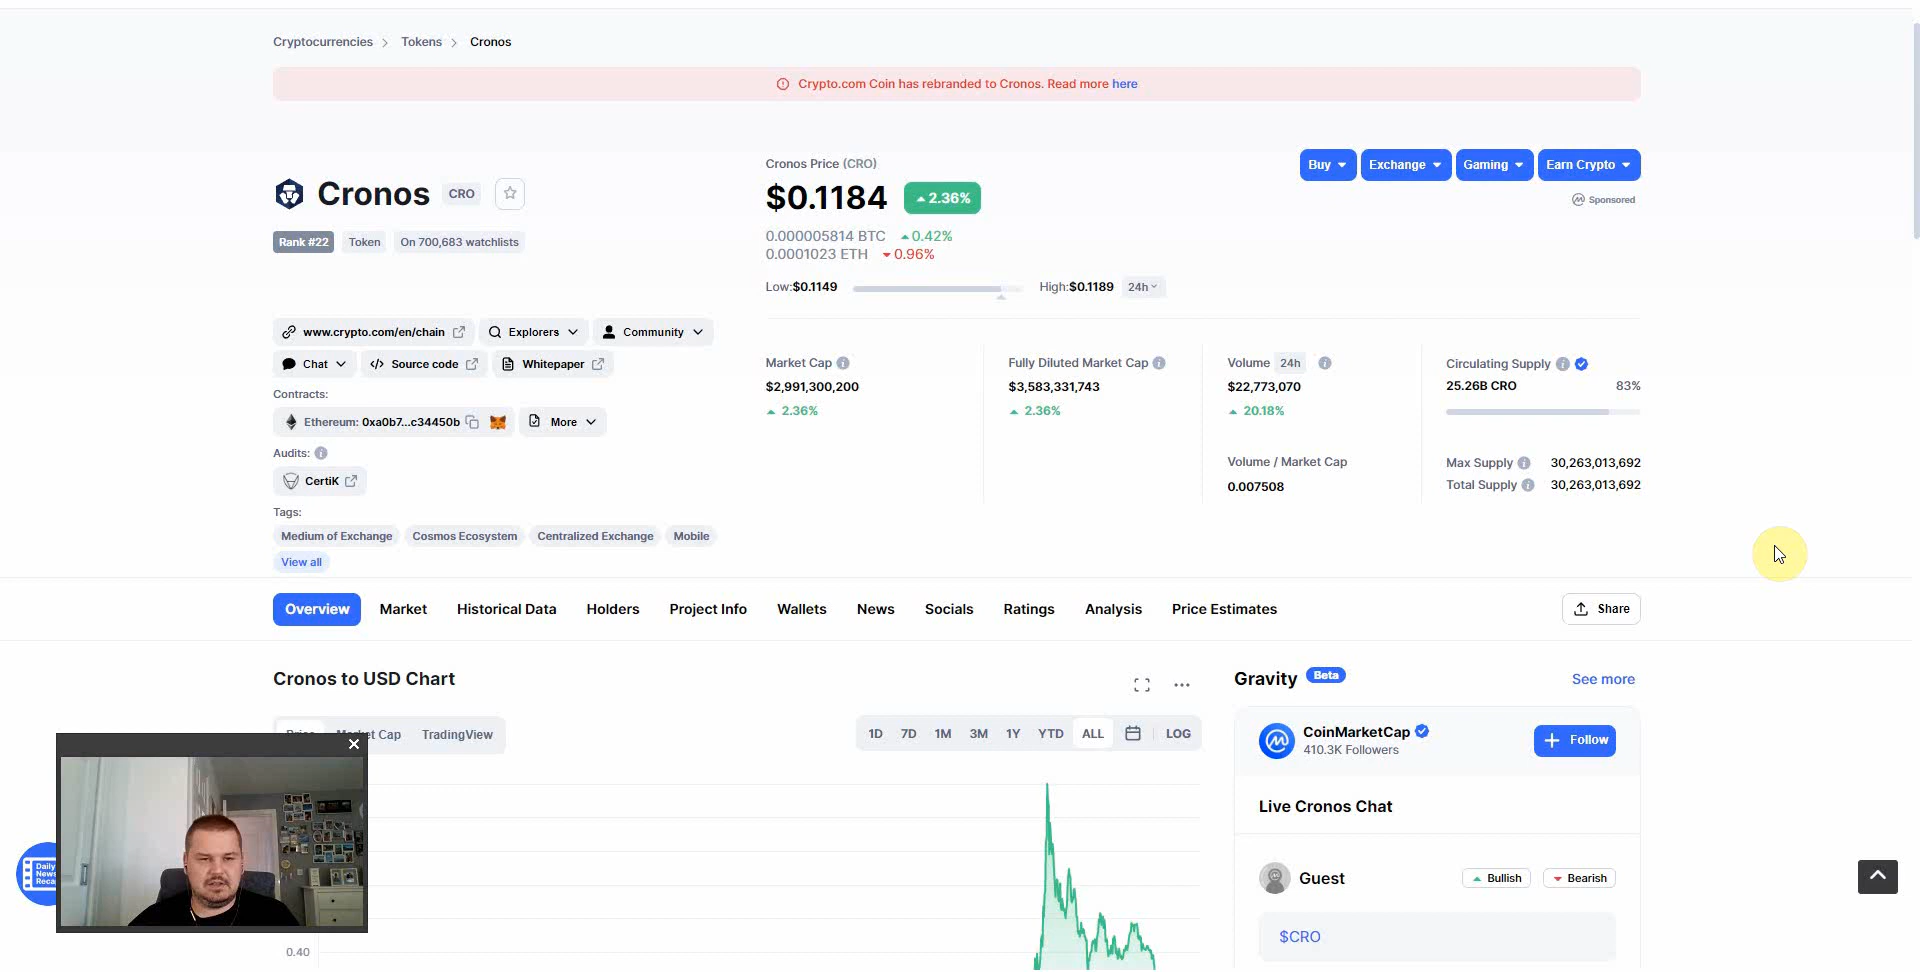 Cryptocurrencies > Tokens > Cronos
Crypto.com Coin has rebranded to Cronos. Read more here
Cronos CRO
Rank #22 Token On 700,683 watchlists
Cronos Price (CRO)
$0.1184 2.36%
0.000005814 BTC 0.42%
0.0001023 ETH 0.96%
Low:$0.1149 High:$0.1189 24h
Buy Exchange Gaming Earn Crypto
Sponsored
www.crypto.com/en/chain Explorers Community
Chat Source code Whitepaper
Contracts:
Ethereum: 0xa0b7...c34450b More
Audits:
CertiK
Tags:
Medium of Exchange Cosmos Ecosystem Centralized Exchange Mobile
View all
Market Cap
$2,991,300,200
2.36%
Fully Diluted Market Cap
$3,583,331,743
2.36%
Volume 24h
$22,773,070
20.18%
Volume / Market Cap
0.007508
Circulating Supply
25.26B CRO 83%
Max Supply 30,263,013,692
Total Supply 30,263,013,692
Overview Market Historical Data Holders Project Info Wallets News Socials Ratings Analysis Price Estimates Share
Cronos to USD Chart
Cap TradingView
1D 7D 1M 3M 1Y YTD ALL LOG
0.40
Daily
News
Reca
Gravity Beta See more
CoinMarketCap
410.3K Followers
Follow
Live Cronos Chat
Guest Bullish Bearish
$CRO